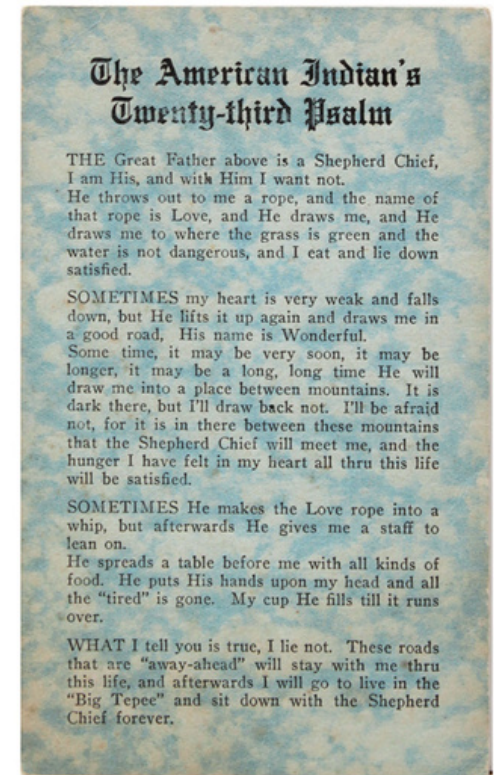 The American Indian's
Twenty-third Psalm
THE Great Father above is a Shepherd Chief,
I am His, and with Him I want not.
He throws out to me a rope, and the name of
that rope is Love, and He draws me, and He
draws me to where the grass is green and the
water is not dangerous, and I eat and lie down
satisfied.
SOMETIMES my heart is very weak and falls
down, but He lifts it up again and draws me in
a good road, His name is Wonderful.
Some time, it may be very soon, it may be
longer, it may be a long, long time He will
draw me into a place between mountains. It is
dark there, but I'll draw back not. I'll be afraid
not, for it is in there between these mountains
that the Shepherd Chief will meet me, and the
hunger I have felt in my heart all thru this life
will be satisfied.
SOMETIMES He makes the Love rope into a
whip, but afterwards He gives me a staff to
lean on.
He spreads a table before me with all kinds of
food. He puts His hands upon my head and all
the "tired" is gone. My cup He fills till it runs
over.
WHAT I tell you is true, I lie not. These roads
that are "away-ahead" will stay with me thru
this life, and afterwards I will go to live in the
"Big Tepee" and sit down with the Shepherd
Chief forever.